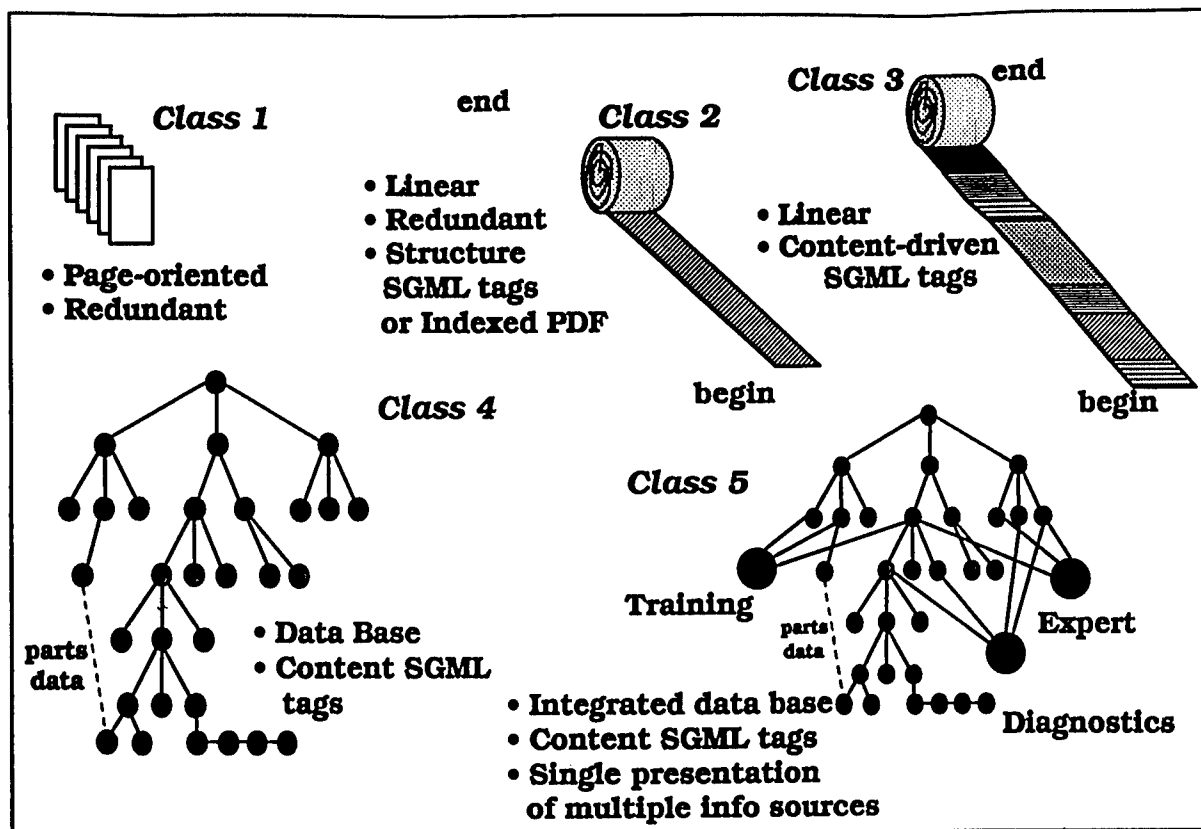 Class 1
• Page-oriented
• Redundant
end
Class 2
• Linear
• Redundant
• Structure
SGML tags
or Indexed PDF
begin
Class 3
end
• Linear
• Content-driven
SGML tags
begin
Class 4
parts
data
• Data Base
• Content SGML
tags
Class 5
Training
Expert
parts
data
Diagnostics
• Integrated data base
• Content SGML tags
• Single presentation
of multiple info sources